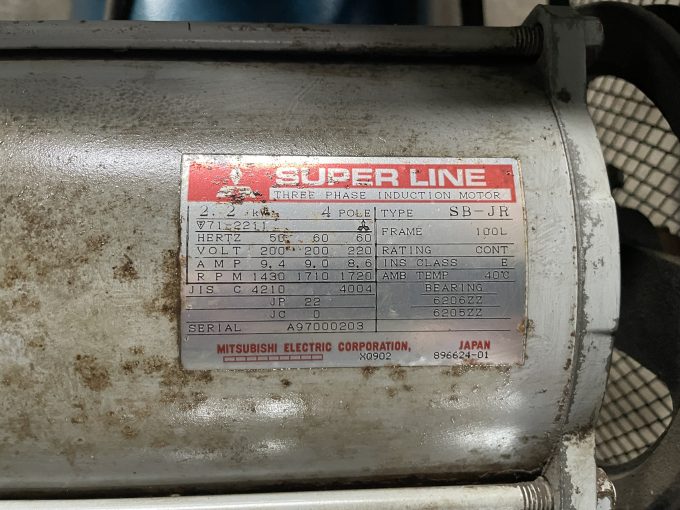 SUPER LINE
THREE PHASE INDUCTION MOTOR
2.2 kW 4 POLE
TYPE SB-JR
▽71-2211
FRAME 100L
HERTZ 50 60 60
VOLT 200 200 220
RATING CONT
AMP 9.4 9.0 8.6
INS CLASS E
RPM 1430 1710 1720
AMB TEMP 40℃
JIS C 4210 4004
BEARING
JP 22
6206ZZ
JC 0
6205ZZ
SERIAL A97000203
MITSUBISHI ELECTRIC CORPORATION, JAPAN
X0902 896624-01